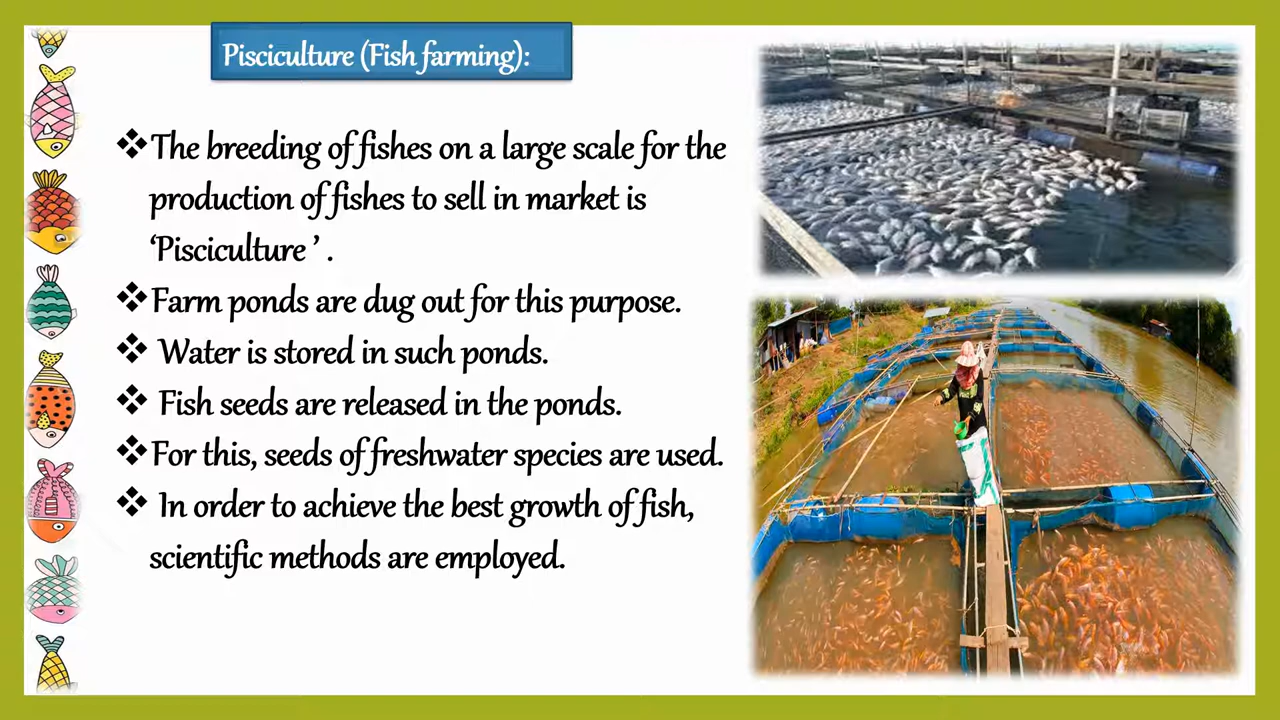 Pisciculture (Fish farming):
❖The breeding of fishes on a large scale for the
production of fishes to sell in market is
‘Pisciculture ’ .
❖Farm ponds are dug out for this purpose.
❖ Water is stored in such ponds.
❖ Fish seeds are released in the ponds.
❖For this, seeds of freshwater species are used.
❖ In order to achieve the best growth of fish,
scientific methods are employed.